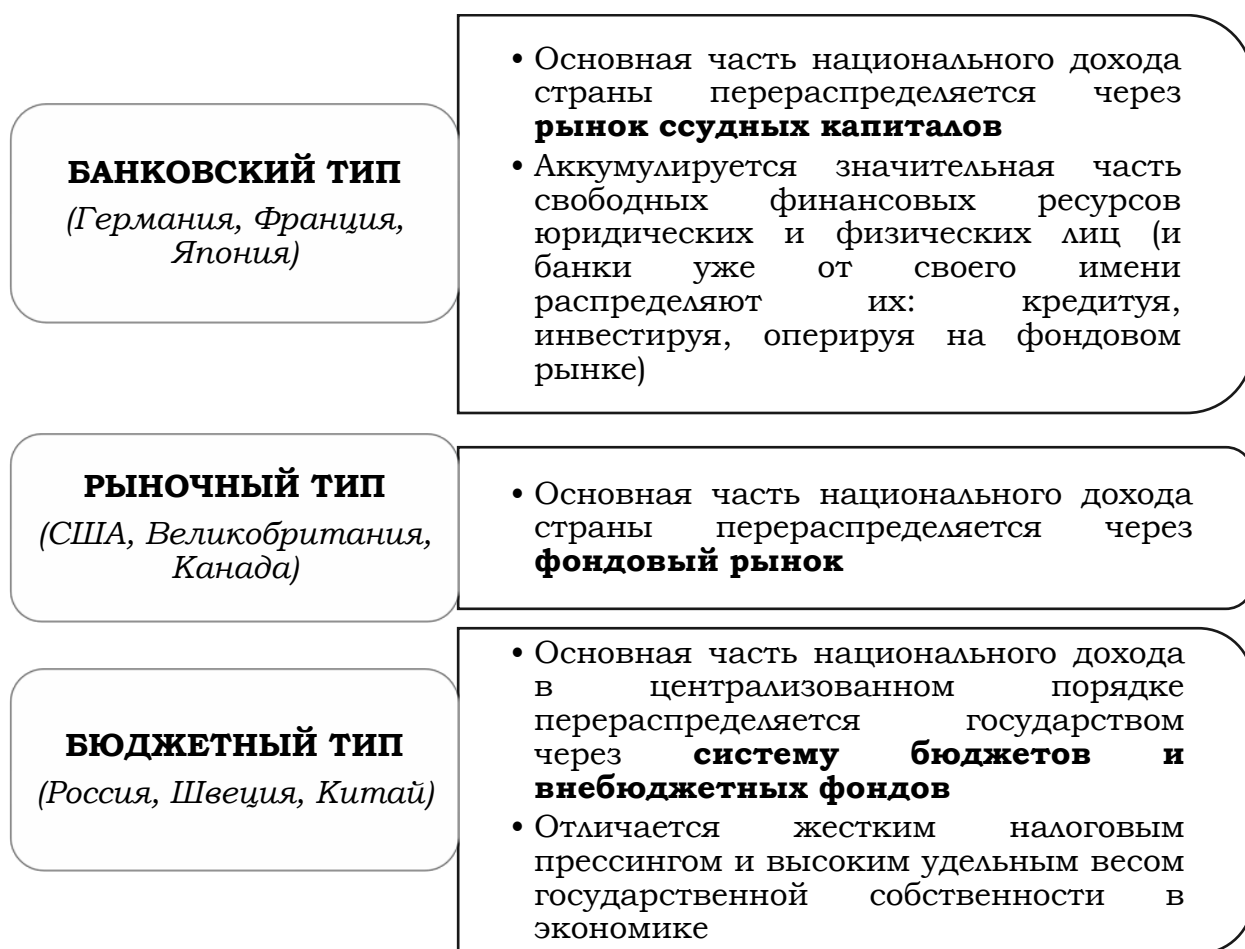 БАНКОВСКИЙ ТИП
(Германия, Франция,
Япония)
• Основная часть национального дохода
страны перераспределяется через
рынок ссудных капиталов
• Аккумулируется значительная часть
свободных финансовых ресурсов
юридических и физических лиц (и
банки уже от своего имени
распределяют их: кредитуя,
инвестируя, оперируя на фондовом
рынке)
РЫНОЧНЫЙ ТИП
(США, Великобритания,
Канада)
• Основная часть национального дохода
страны перераспределяется через
фондовый рынок
БЮДЖЕТНЫЙ ТИП
(Россия, Швеция, Китай)
• Основная часть национального дохода
в централизованном порядке
перераспределяется государством
через систему бюджетов и
внебюджетных фондов
• Отличается жестким налоговым
прессингом и высоким удельным весом
государственной собственности в
экономике